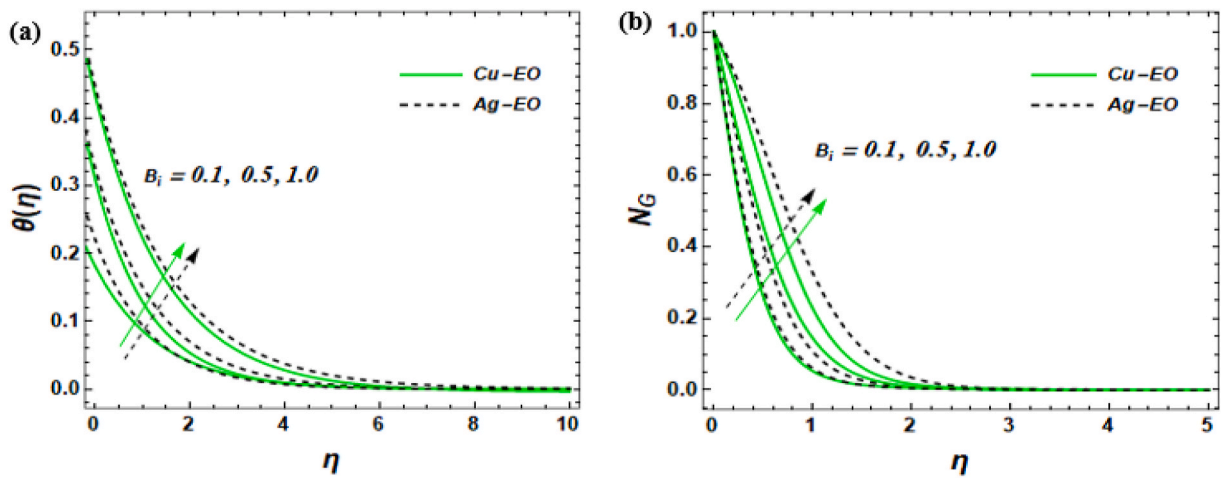 (a)
0.5
0.4
0.3
0.2
0.1
0.0
θ(η)
Cu-EO
Ag-EO
Bi = 0.1, 0.5, 1.0
0 2 4 6 8 10
η
(b)
1.0
0.8
0.6
0.4
0.2
0.0
NG
Cu-EO
Ag-EO
Bi = 0.1, 0.5, 1.0
0 1 2 3 4 5
η